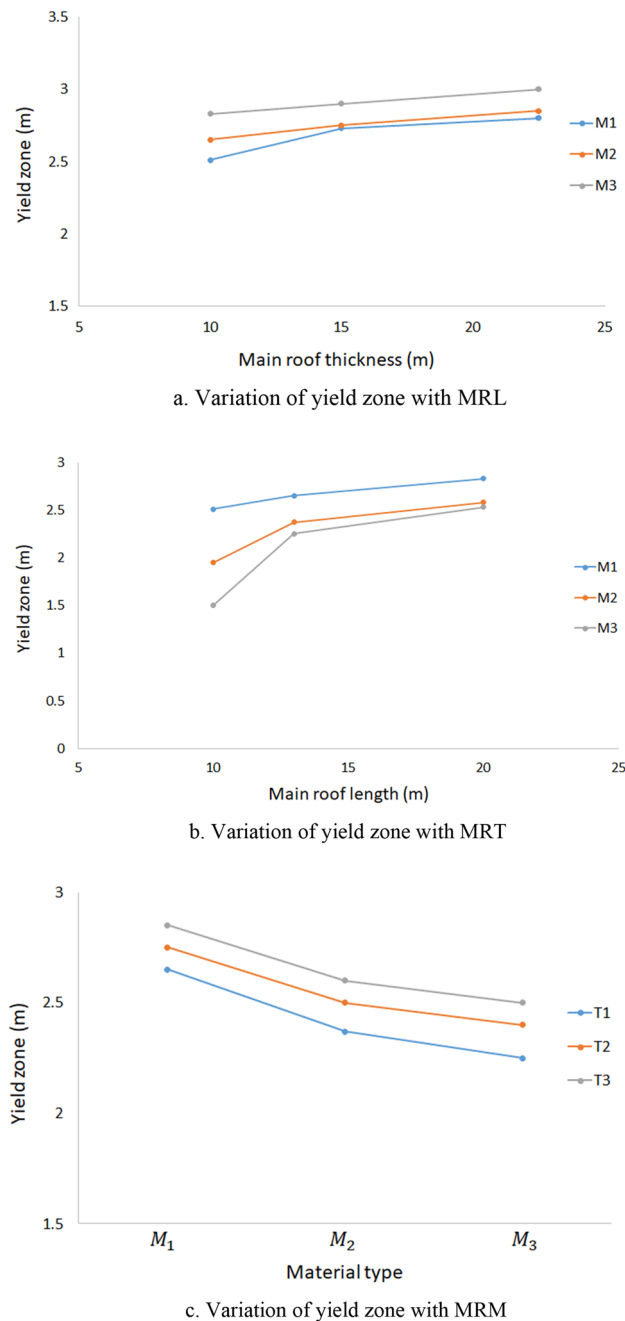 3.5
3
2.5
2
1.5
Yield zone (m)
5
10
15
20
25
Main roof thickness (m)
M1
M2
M3
a. Variation of yield zone with MRL
3
2.5
2
1.5
1
0.5
0
Yield zone (m)
5
10
15
20
25
Main roof length (m)
M1
M2
M3
b. Variation of yield zone with MRT
3
2.5
2
1.5
Yield zone (m)
M₁
M₂
M₃
Material type
T1
T2
T3
c. Variation of yield zone with MRM